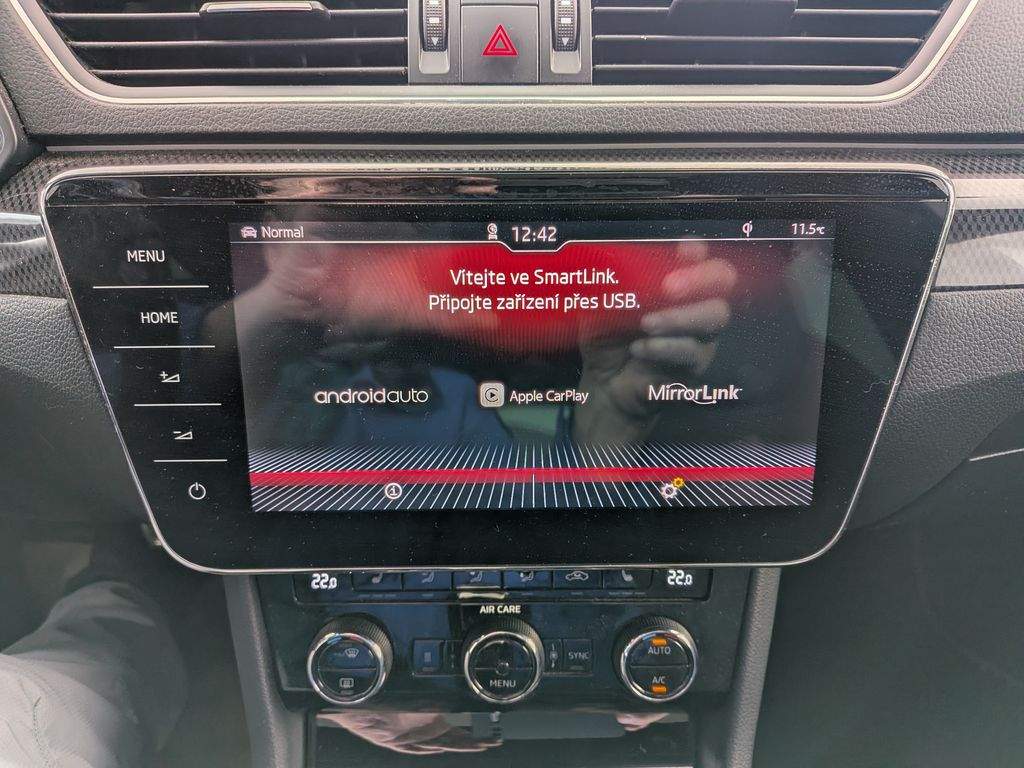 Normal
12:42
11.5°C
MENU
HOME
Vítejte ve SmartLink.
Připojte zařízení přes USB.
androidauto
Apple CarPlay
MirrorLink™
22.0
22.0
AIR CARE
MENU
SYNC
AUTO
A/C